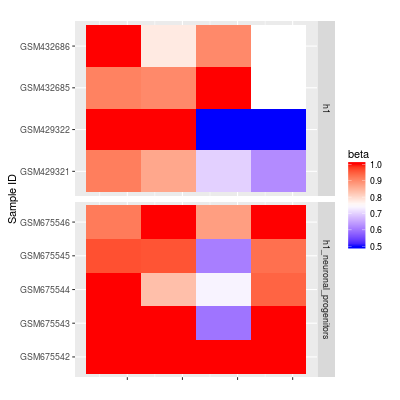 GSM432686
GSM432685
GSM429322
GSM429321
h1
GSM675546
GSM675545
GSM675544
GSM675543
GSM675542
h1_neuronal_progenitors
Sample ID
beta
1.0
0.9
0.8
0.7
0.6
0.5